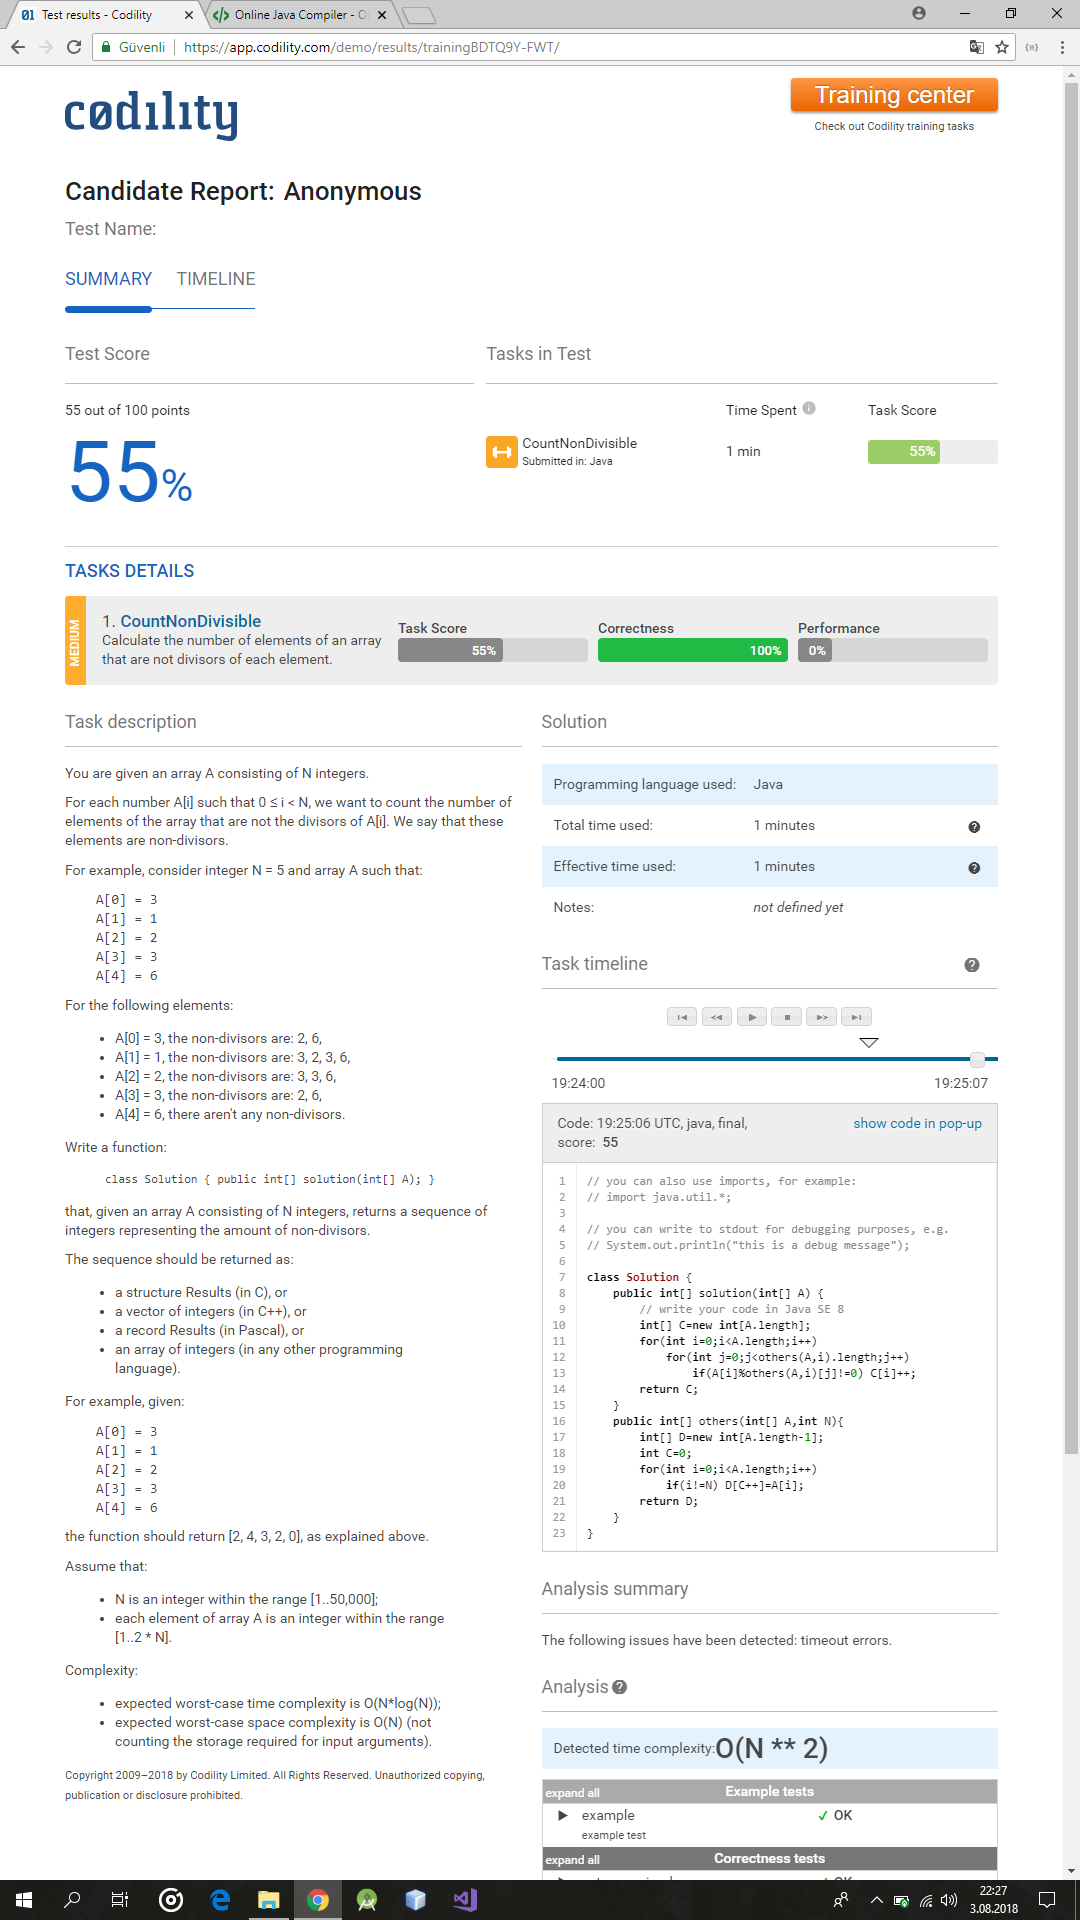 Test results - Codility
Online Java Compiler - O
Güvenli
https://app.codility.com/demo/results/trainingBDTQ9Y-FWT/
codility
Training center
Check out Codility training tasks
Candidate Report: Anonymous
Test Name:
SUMMARY TIMELINE
Test Score
Tasks in Test
55 out of 100 points
55%
Time Spent
Task Score
CountNonDivisible
Submitted in: Java
1 min
55%
TASKS DETAILS
MEDIUM
1. CountNonDivisible
Calculate the number of elements of an array
that are not divisors of each element.
Task Score
55%
Correctness
100%
Performance
0%
Task description
You are given an array A consisting of N integers.
For each number A[i] such that 0 ≤ i < N, we want to count the number of
elements of the array that are not the divisors of A[i]. We say that these
elements are non-divisors.
For example, consider integer N = 5 and array A such that:
A[0] = 3
A[1] = 1
A[2] = 2
A[3] = 3
A[4] = 6
For the following elements:
• A[0] = 3, the non-divisors are: 2, 6,
• A[1] = 1, the non-divisors are: 3, 2, 3, 6,
• A[2] = 2, the non-divisors are: 3, 3, 6,
• A[3] = 3, the non-divisors are: 2, 6,
• A[4] = 6, there aren't any non-divisors.
Write a function:
class Solution { public int[] solution(int[] A); }
that, given an array A consisting of N integers, returns a sequence of
integers representing the amount of non-divisors.
The sequence should be returned as:
• a structure Results (in C), or
• a vector of integers (in C++), or
• a record Results (in Pascal), or
• an array of integers (in any other programming
language).
For example, given:
A[0] = 3
A[1] = 1
A[2] = 2
A[3] = 3
A[4] = 6
the function should return [2, 4, 3, 2, 0], as explained above.
Assume that:
• N is an integer within the range [1..50,000];
• each element of array A is an integer within the range
[1..2 * N].
Complexity:
• expected worst-case time complexity is O(N*log(N));
• expected worst-case space complexity is O(N) (not
counting the storage required for input arguments).
Copyright 2009–2018 by Codility Limited. All Rights Reserved. Unauthorized copying,
publication or disclosure prohibited.
Solution
Programming language used: Java
Total time used: 1 minutes
Effective time used: 1 minutes
Notes: not defined yet
Task timeline
19:24:00
19:25:07
Code: 19:25:06 UTC, java, final,
score: 55
show code in pop-up
1 // you can also use imports, for example:
2 // import java.util.*;
3
4 // you can write to stdout for debugging purposes, e.g.
5 // System.out.println("this is a debug message");
6
7 class Solution {
8 public int[] solution(int[] A) {
9 // write your code in Java SE 8
10 int[] C=new int[A.length];
11 for(int i=0;i<A.length;i++)
12 for(int j=0;j<others(A,i).length;j++)
13 if(A[i]%others(A,i)[j]!=0) C[i]++;
14 return C;
15 }
16 public int[] others(int[] A,int N){
17 int[] D=new int[A.length-1];
18 int C=0;
19 for(int i=0;i<A.length;i++)
20 if(i!=N) D[C++]=A[i];
21 return D;
22 }
23 }
Analysis summary
The following issues have been detected: timeout errors.
Analysis
Detected time complexity: O(N ** 2)
expand all Example tests
example
example test
OK
expand all Correctness tests
22:27
3.08.2018